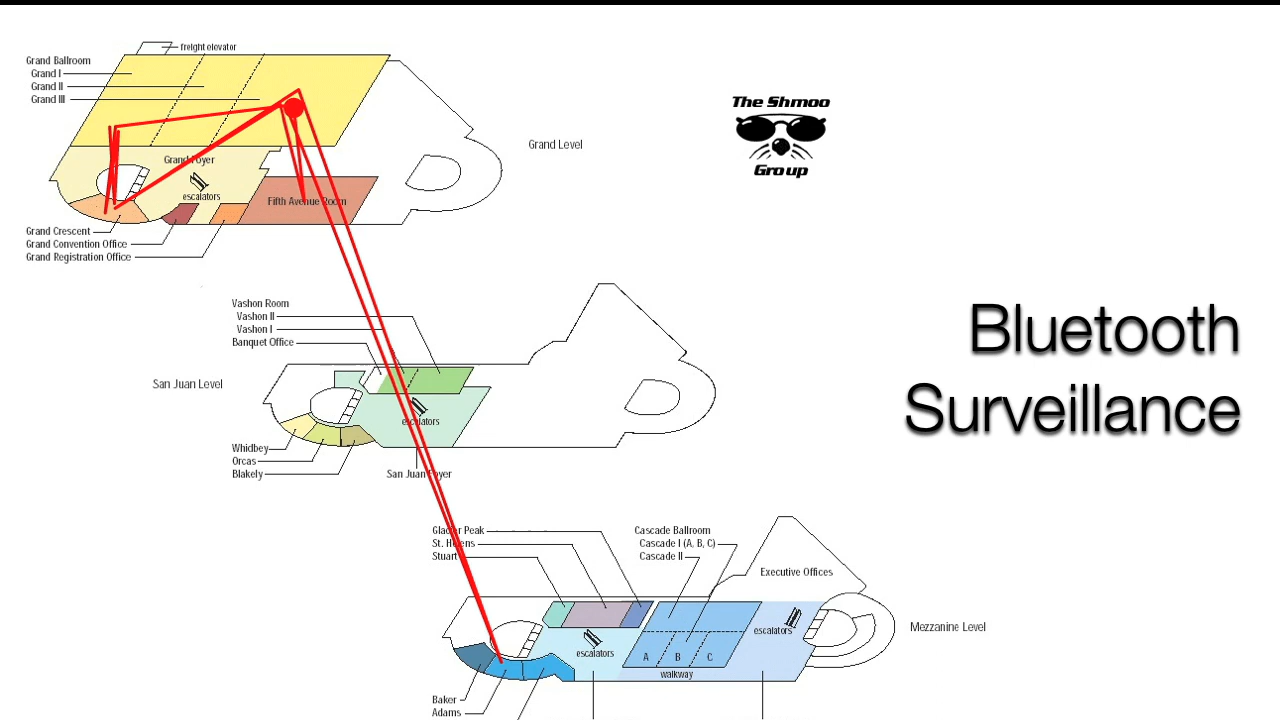 freight elevator
Grand Ballroom
Grand I
Grand II
Grand III
Grand Foyer
escalators
Fifth Avenue Room
Grand Crescent
Grand Convention Office
Grand Registration Office
Grand Level
The Shmoo
Group
Bluetooth
Surveillance
Vashon Room
Vashon II
Vashon I
Banquet Office
San Juan Level
escalators
Whidbey
Orcas
Blakely
San Juan Foyer
Glacier Peak
St. Helens
Stuart
Cascade Ballroom
Cascade I (A, B, C)
Cascade II
Executive Offices
escalators
escalators
A B C
walkway
Mezzanine Level
Baker
Adams